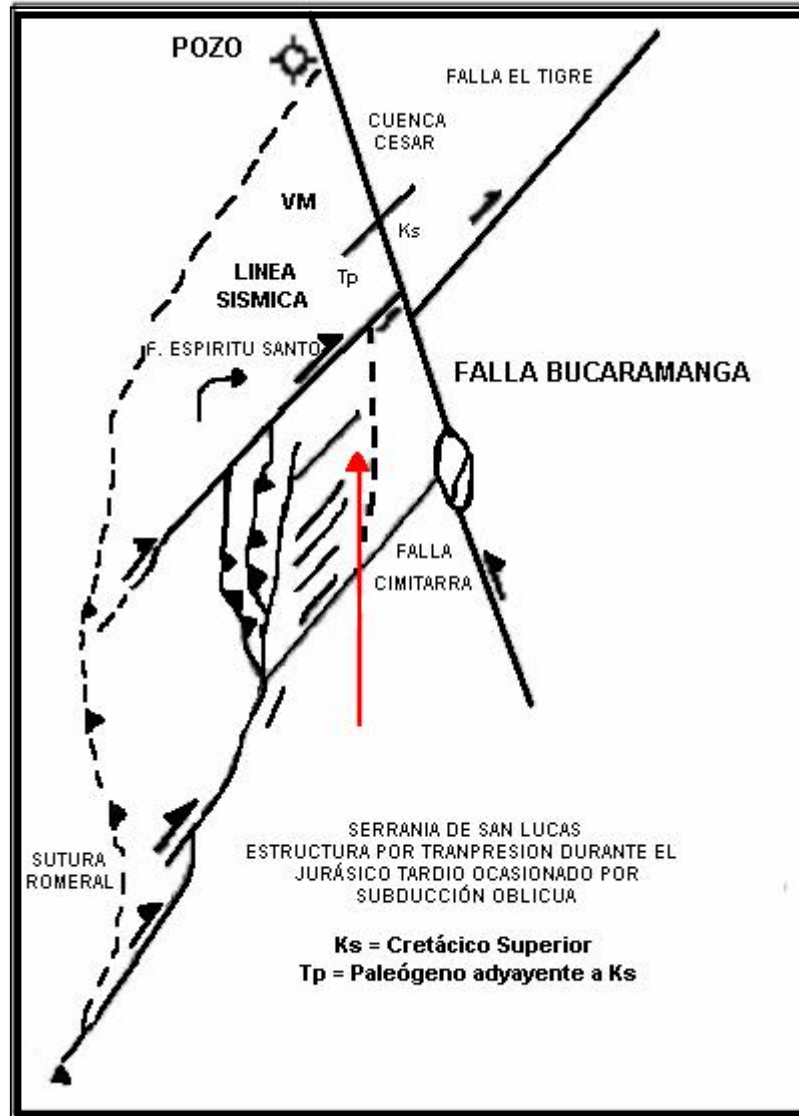 POZO
FALLA EL TIGRE
CUENCA
CESAR
VM
Ks
Tp
LINEA
SISMICA
F. ESPIRITU SANTO
FALLA BUCARAMANGA
FALLA
CIMITARRA
SUTURA
ROMERAL
SERRANIA DE SAN LUCAS
ESTRUCTURA POR TRANPRESION DURANTE EL
JURÁSICO TARDIO OCASIONADO POR
SUBDUCCIÓN OBLICUA
Ks = Cretácico Superior
Tp = Paleógeno adyayente a Ks